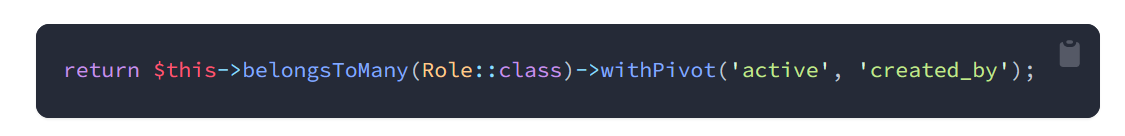 return $this->belongsToMany(Role::class)->withPivot('active', 'created_by');